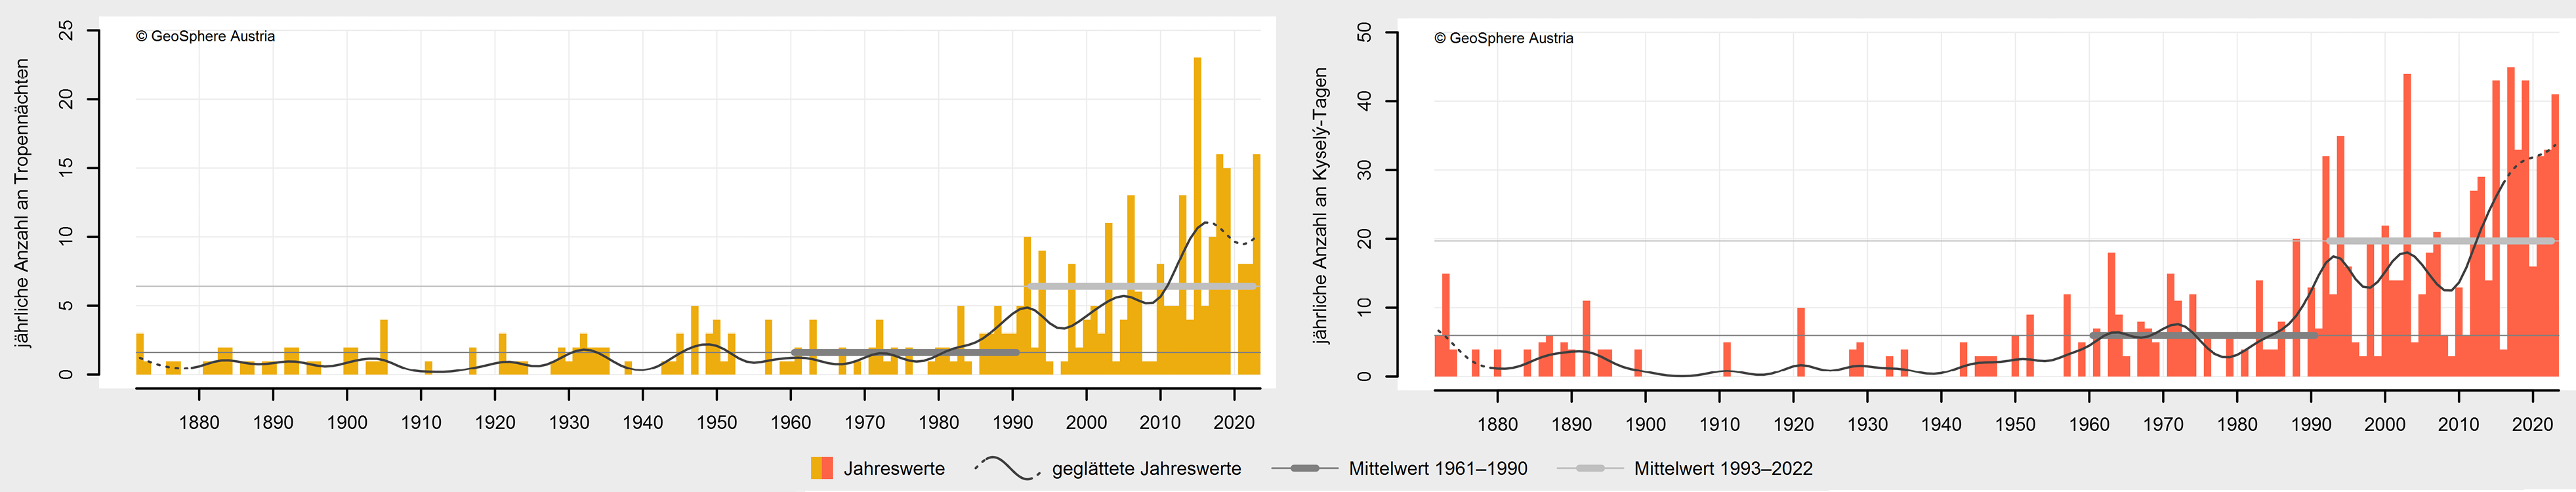 jährliche Anzahl an Tropennächten
25
20
15
10
5
0
© GeoSphere Austria
1880 1890 1900 1910 1920 1930 1940 1950 1960 1970 1980 1990 2000 2010 2020
jährliche Anzahl an Kyselý-Tagen
50
40
30
20
10
0
© GeoSphere Austria
1880 1890 1900 1910 1920 1930 1940 1950 1960 1970 1980 1990 2000 2010 2020
Jahreswerte geglättete Jahreswerte Mittelwert 1961–1990 Mittelwert 1993–2022